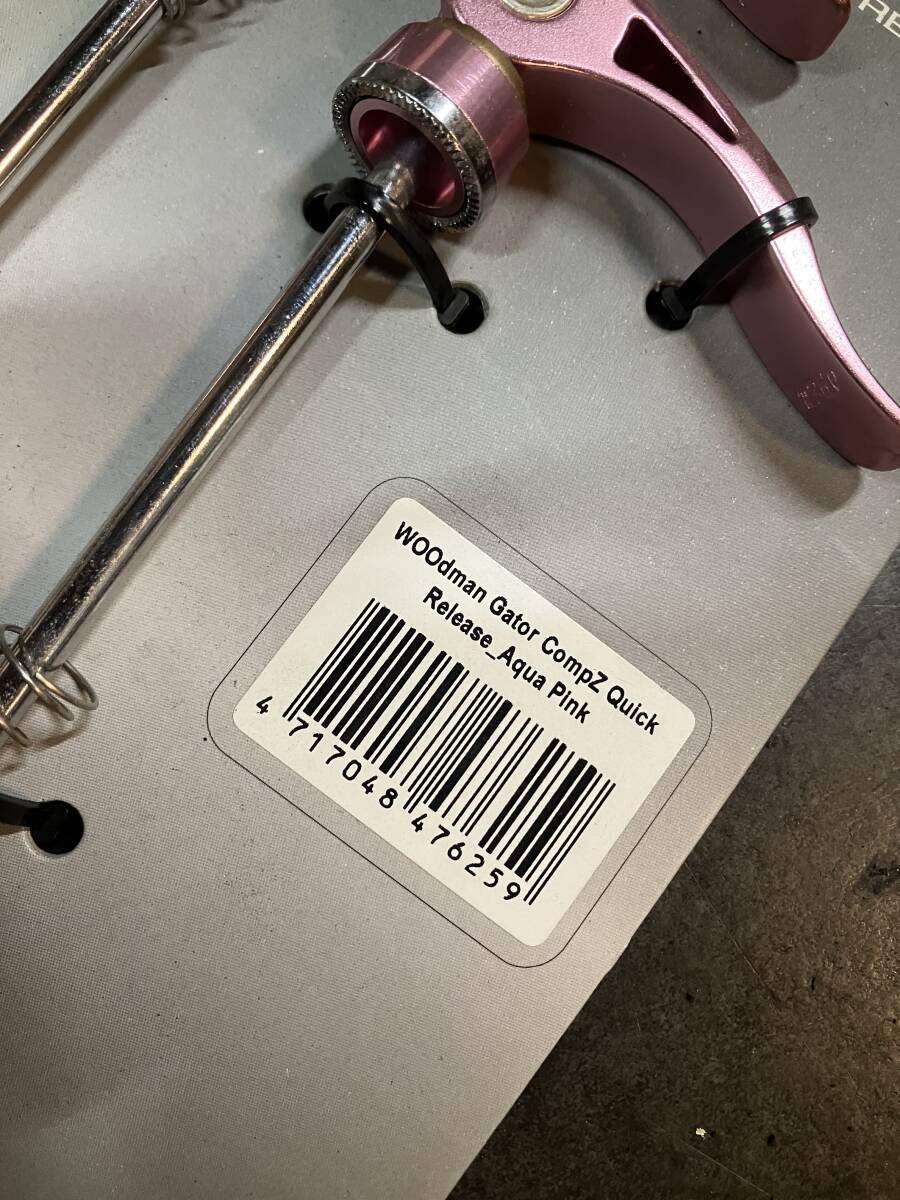 WOOdman Gator CompZ Quick
Release_Aqua Pink
4 717048 476259